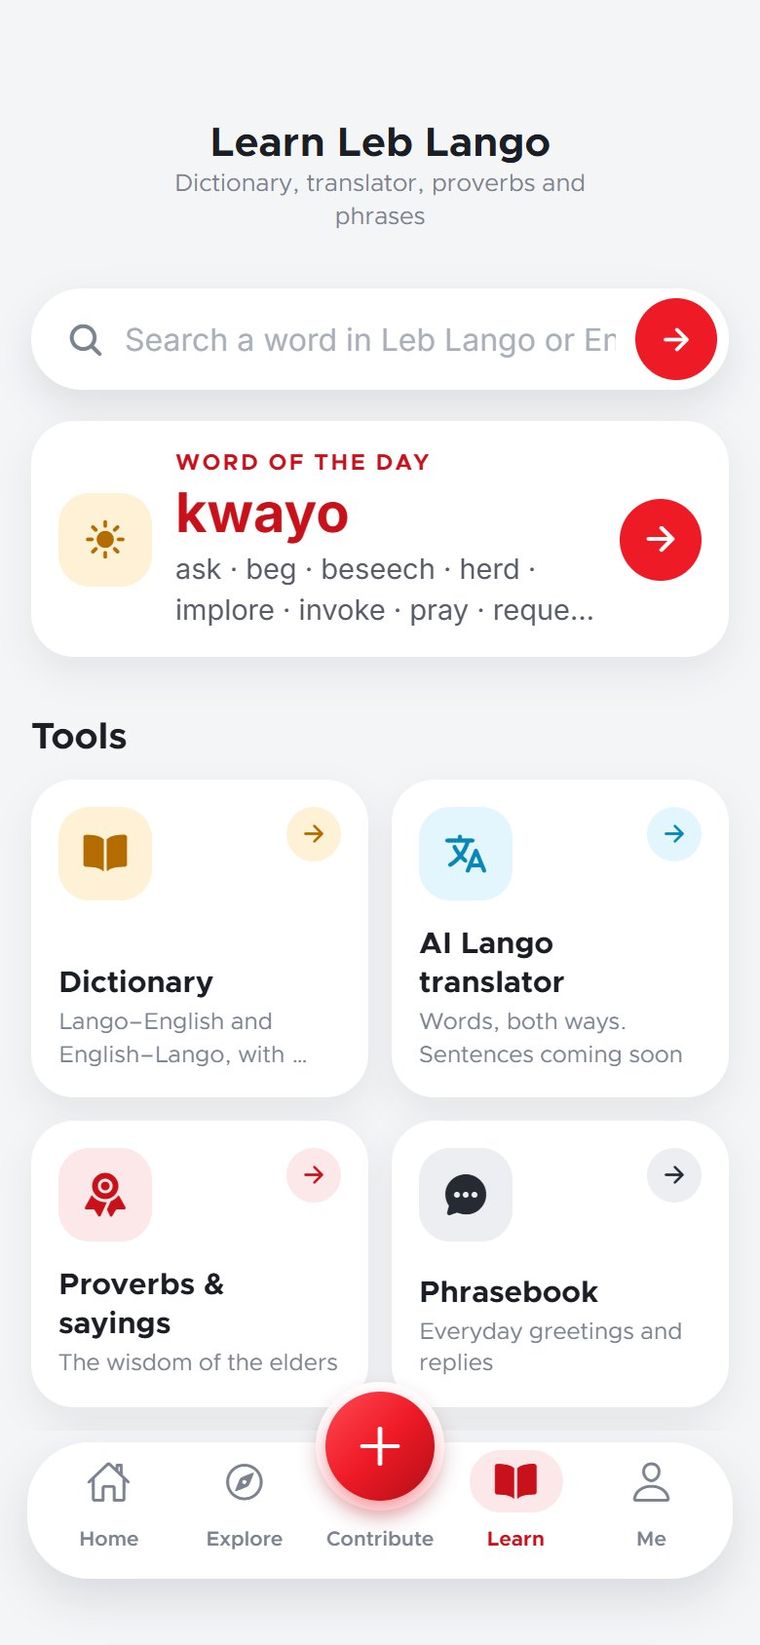 Learn Leb Lango
Dictionary, translator, proverbs and
phrases
Search a word in Leb Lango or En
WORD OF THE DAY
kwayo
ask · beg · beseech · herd ·
implore · invoke · pray · reque...
Tools
Dictionary
Lango–English and
English–Lango, with ...
AI Lango
translator
Words, both ways.
Sentences coming soon
Proverbs &
sayings
The wisdom of the elders
Phrasebook
Everyday greetings and
replies
Home
Explore
Contribute
Learn
Me